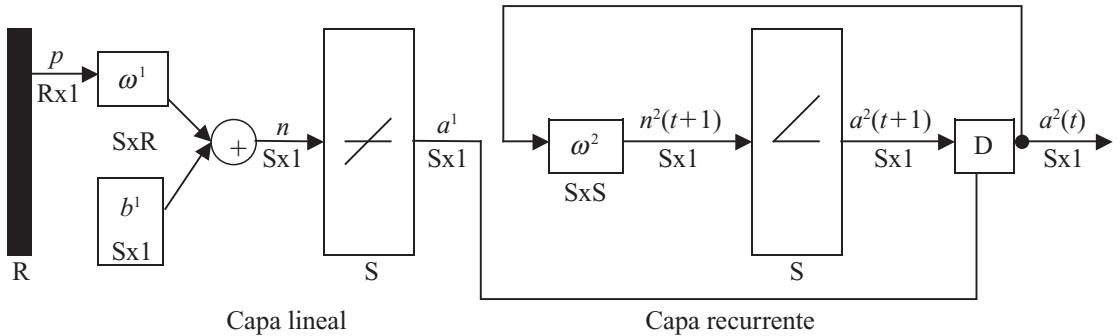 p
Rx1
R
ω¹
SxR
b¹
Sx1
+
n
Sx1
S
a¹
Sx1
Capa lineal
ω²
SxS
n²(t+1)
Sx1
S
a²(t+1)
Sx1
D
a²(t)
Sx1
Capa recurrente